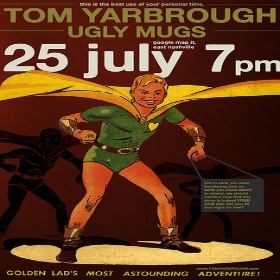 this is the best use of your personal time.
TOM YARBROUGH
UGLY MUGS
google map it.
east nashville
25 july 7pm
GOLDEN LAD'S MOST ASTOUNDING ADVENTURE!